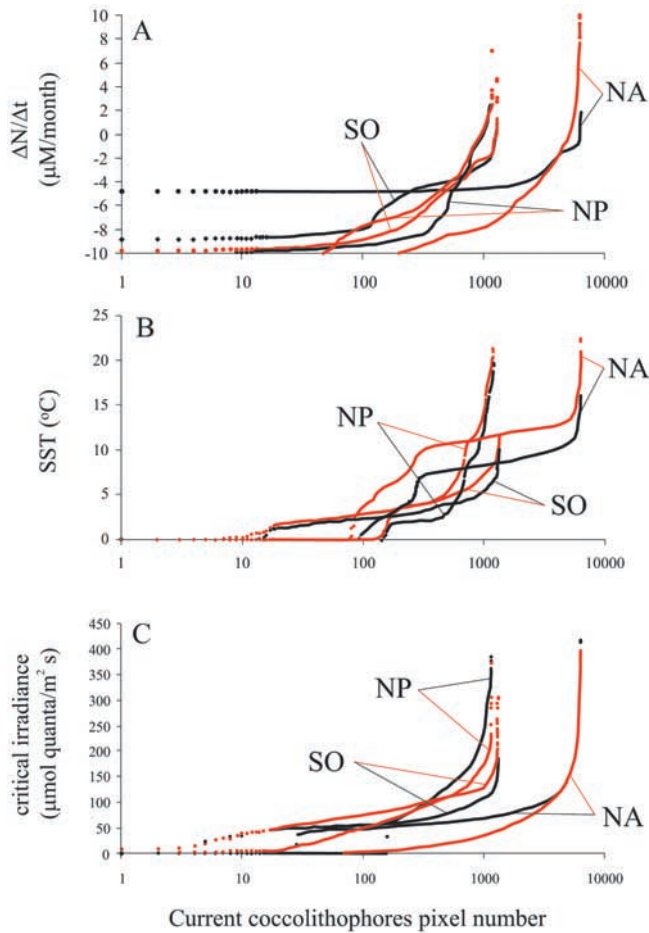 A
ΔN/Δt
(μM/month)
10
8
6
4
2
0
-2
-4
-6
-8
-10
SO
NP
NA
1 10 100 1000 10000
B
SST (°C)
25
20
15
10
5
0
NP
NA
SO
1 10 100 1000 10000
C
critical irradiance
(μmol quanta/m² s)
450
400
350
300
250
200
150
100
50
0
NP
SO
NA
1 10 100 1000 10000
Current coccolithophores pixel number